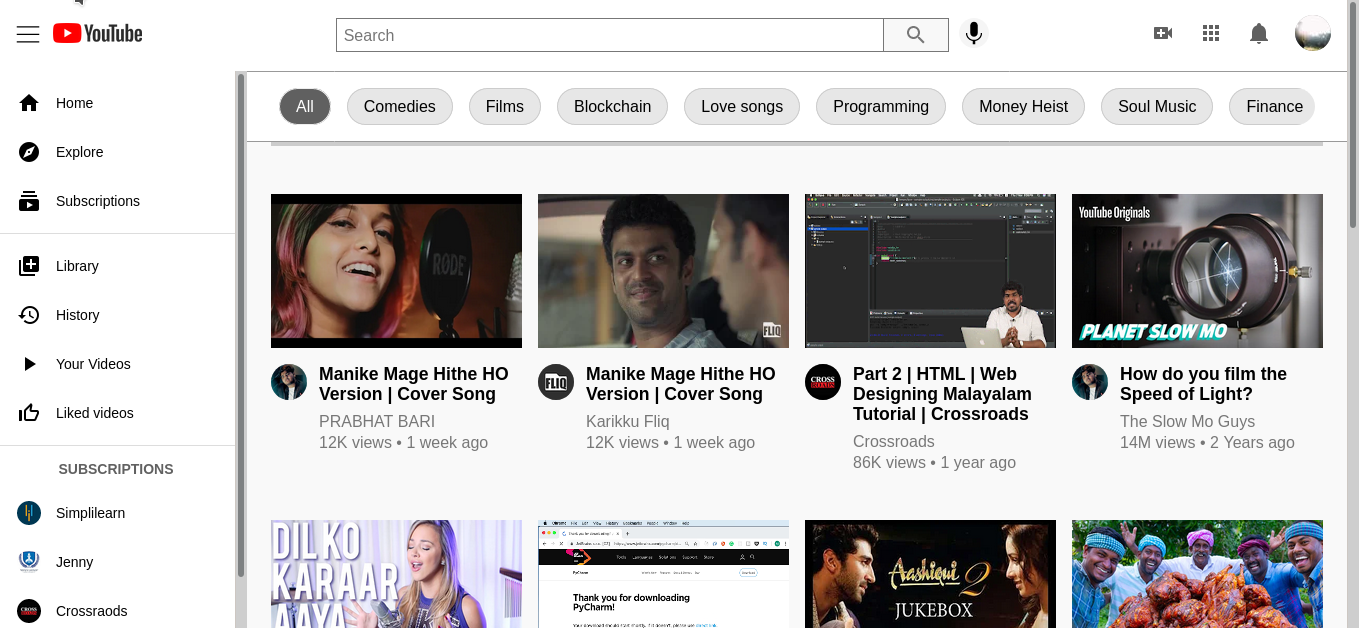 YouTube
Search
Home
Explore
Subscriptions
Library
History
Your Videos
Liked videos
SUBSCRIPTIONS
Simplilearn
Jenny
Crossraods
All
Comedies
Films
Blockchain
Love songs
Programming
Money Heist
Soul Music
Finance
RODE
FLIQ
YouTube Originals
PLANET SLOW MO
Manike Mage Hithe HO
Version | Cover Song
PRABHAT BARI
12K views • 1 week ago
FLIQ
Manike Mage Hithe HO
Version | Cover Song
Karikku Fliq
12K views • 1 week ago
CROSS
Part 2 | HTML | Web
Designing Malayalam
Tutorial | Crossroads
Crossroads
86K views • 1 year ago
How do you film the
Speed of Light?
The Slow Mo Guys
14M views • 2 Years ago
DIL KO
KARAAR
AAYA
PyCharm
Thank you for downloading
PyCharm!
Aashiqui 2
JUKEBOX
CROSS